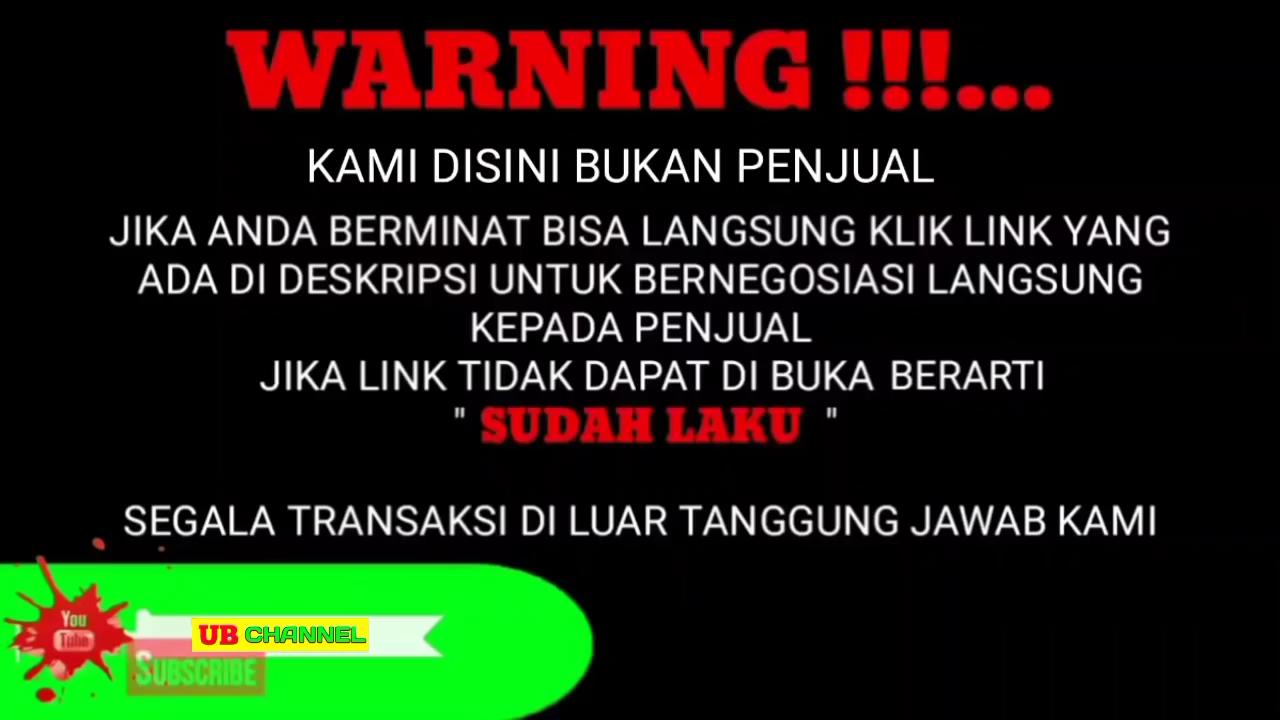 WARNING !!!...
KAMI DISINI BUKAN PENJUAL
JIKA ANDA BERMINAT BISA LANGSUNG KLIK LINK YANG
ADA DI DESKRIPSI UNTUK BERNEGOSIASI LANGSUNG
KEPADA PENJUAL
JIKA LINK TIDAK DAPAT DI BUKA BERARTI
" SUDAH LAKU "
SEGALA TRANSAKSI DI LUAR TANGGUNG JAWAB KAMI
You
Tube
UB CHANNEL
SUBSCRIBE